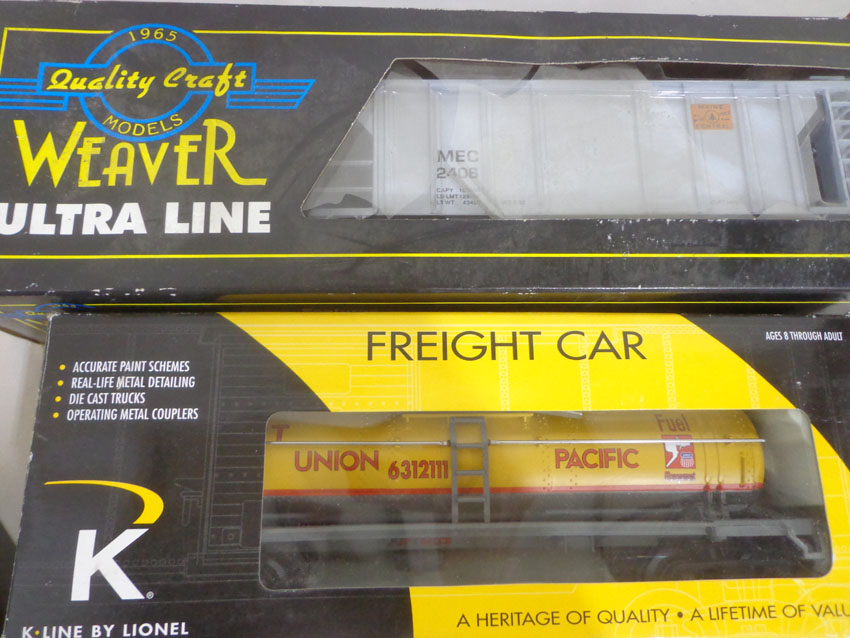 1965
Quality Craft
MODELS
WEAVER
ULTRA LINE
MEC
2406
MAINE
CENTRAL
FREIGHT CAR
AGES 8 THROUGH ADULT
• ACCURATE PAINT SCHEMES
• REAL-LIFE METAL DETAILING
• DIE CAST TRUCKS
• OPERATING METAL COUPLERS
T
Fuel
UNION 6312111 PACIFIC
K®
K-LINE BY LIONEL
A HERITAGE OF QUALITY • A LIFETIME OF VALU